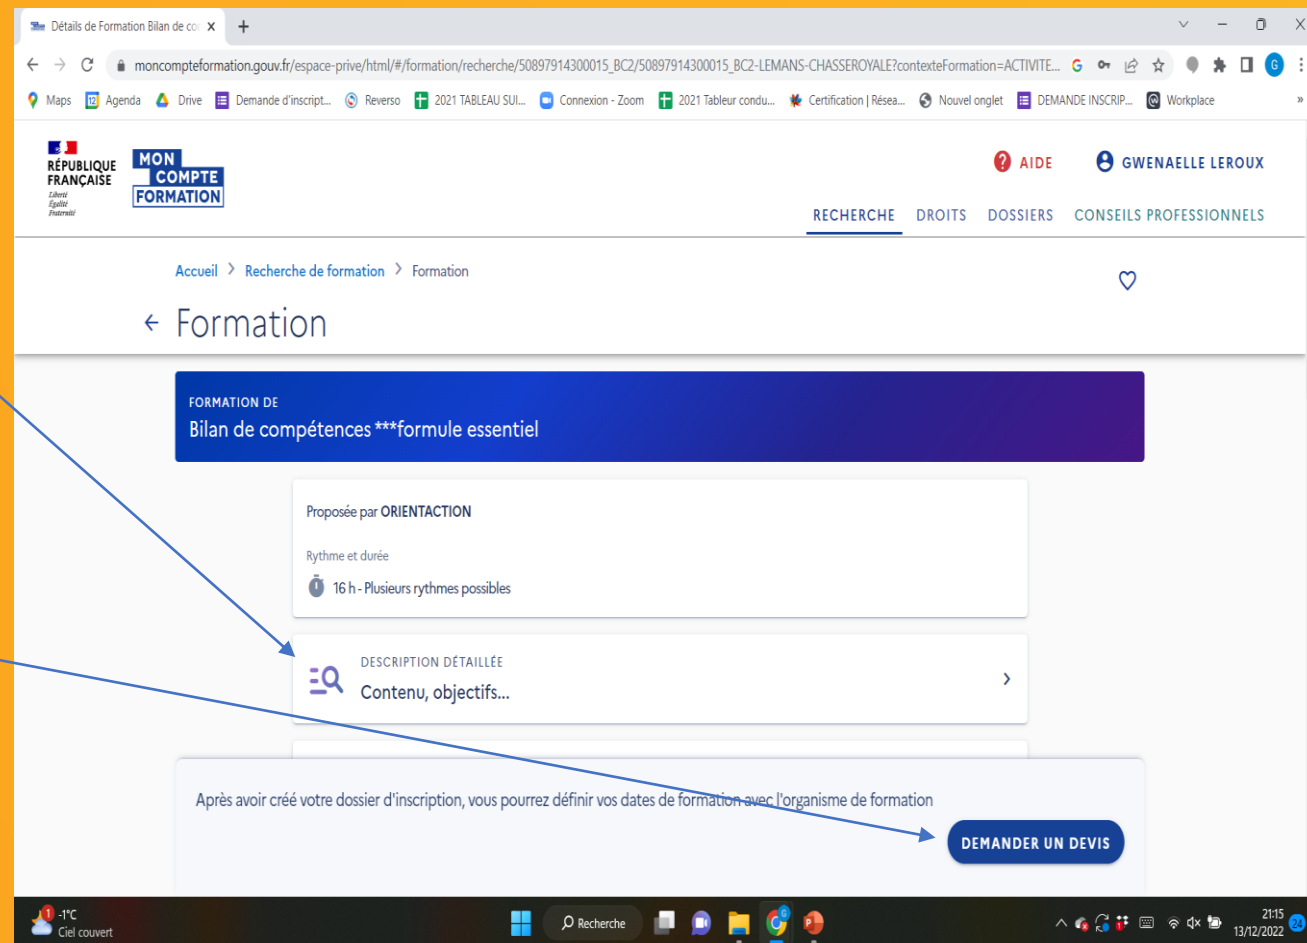 Détails de Formation Bilan de co
moncompteformation.gouv.fr/espace-prive/html/#/formation/recherche/50897914300015_BC2/50897914300015_BC2-LEMANS-CHASSEROYALE?contexteFormation=ACTIVITE...
Maps Agenda Drive Demande d'inscript... Reverso 2021 TABLEAU SUI... Connexion - Zoom 2021 Tableur condu... Certification | Résea... Nouvel onglet DEMANDE INSCRIP... Workplace »
RÉPUBLIQUE
FRANÇAISE
Liberté
Égalité
Fraternité
MON
COMPTE
FORMATION
AIDE GWENAELLE LEROUX
RECHERCHE DROITS DOSSIERS CONSEILS PROFESSIONNELS
Accueil > Recherche de formation > Formation
Formation
FORMATION DE
Bilan de compétences ***formule essentiel
Proposée par ORIENTACTION
Rythme et durée
16 h - Plusieurs rythmes possibles
DESCRIPTION DÉTAILLÉE
Contenu, objectifs...
Après avoir créé votre dossier d'inscription, vous pourrez définir vos dates de formation avec l'organisme de formation
DEMANDER UN DEVIS
1 -1°C
Ciel couvert
Recherche
21:15
13/12/2022
24